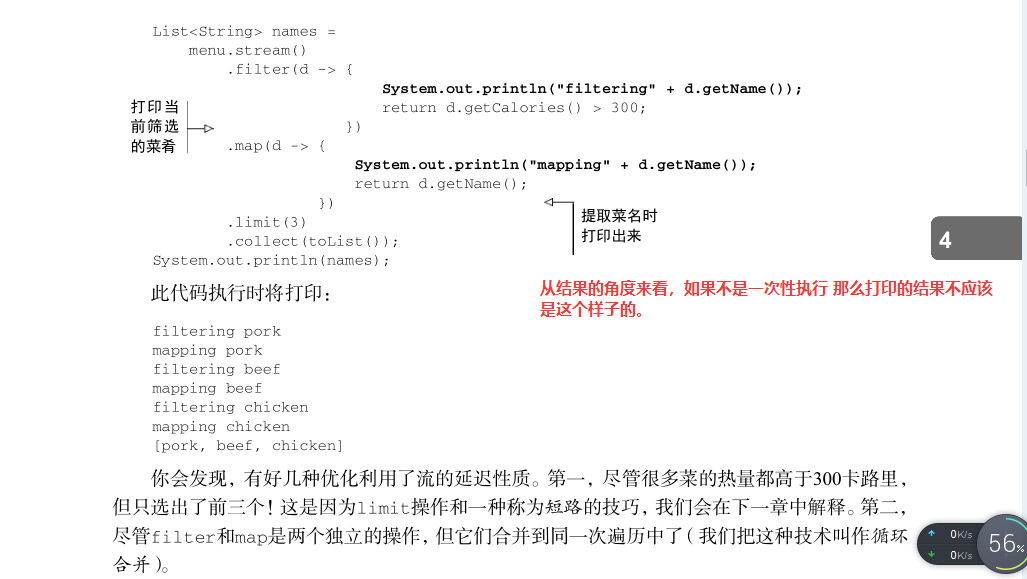 List<String> names =
menu.stream()
.filter(d -> {
System.out.println("filtering" + d.getName());
return d.getCalories() > 300;
})
.map(d -> {
System.out.println("mapping" + d.getName());
return d.getName();
})
.limit(3)
.collect(toList());
System.out.println(names);
打印当
前筛选
的菜肴
提取菜名时
打印出来
4
此代码执行时将打印：
从结果的角度来看，如果不是一次性执行 那么打印的结果不应该
是这个样子的。
filtering pork
mapping pork
filtering beef
mapping beef
filtering chicken
mapping chicken
[pork, beef, chicken]
你会发现，有好几种优化利用了流的延迟性质。第一，尽管很多菜的热量都高于300卡路里，
但只选出了前三个！这是因为limit操作和一种称为短路的技巧，我们会在下一章中解释。第二，
尽管filter和map是两个独立的操作，但它们合并到同一次遍历中了（我们把这种技术叫作循环
合并）。
0K/s
0K/s
56%